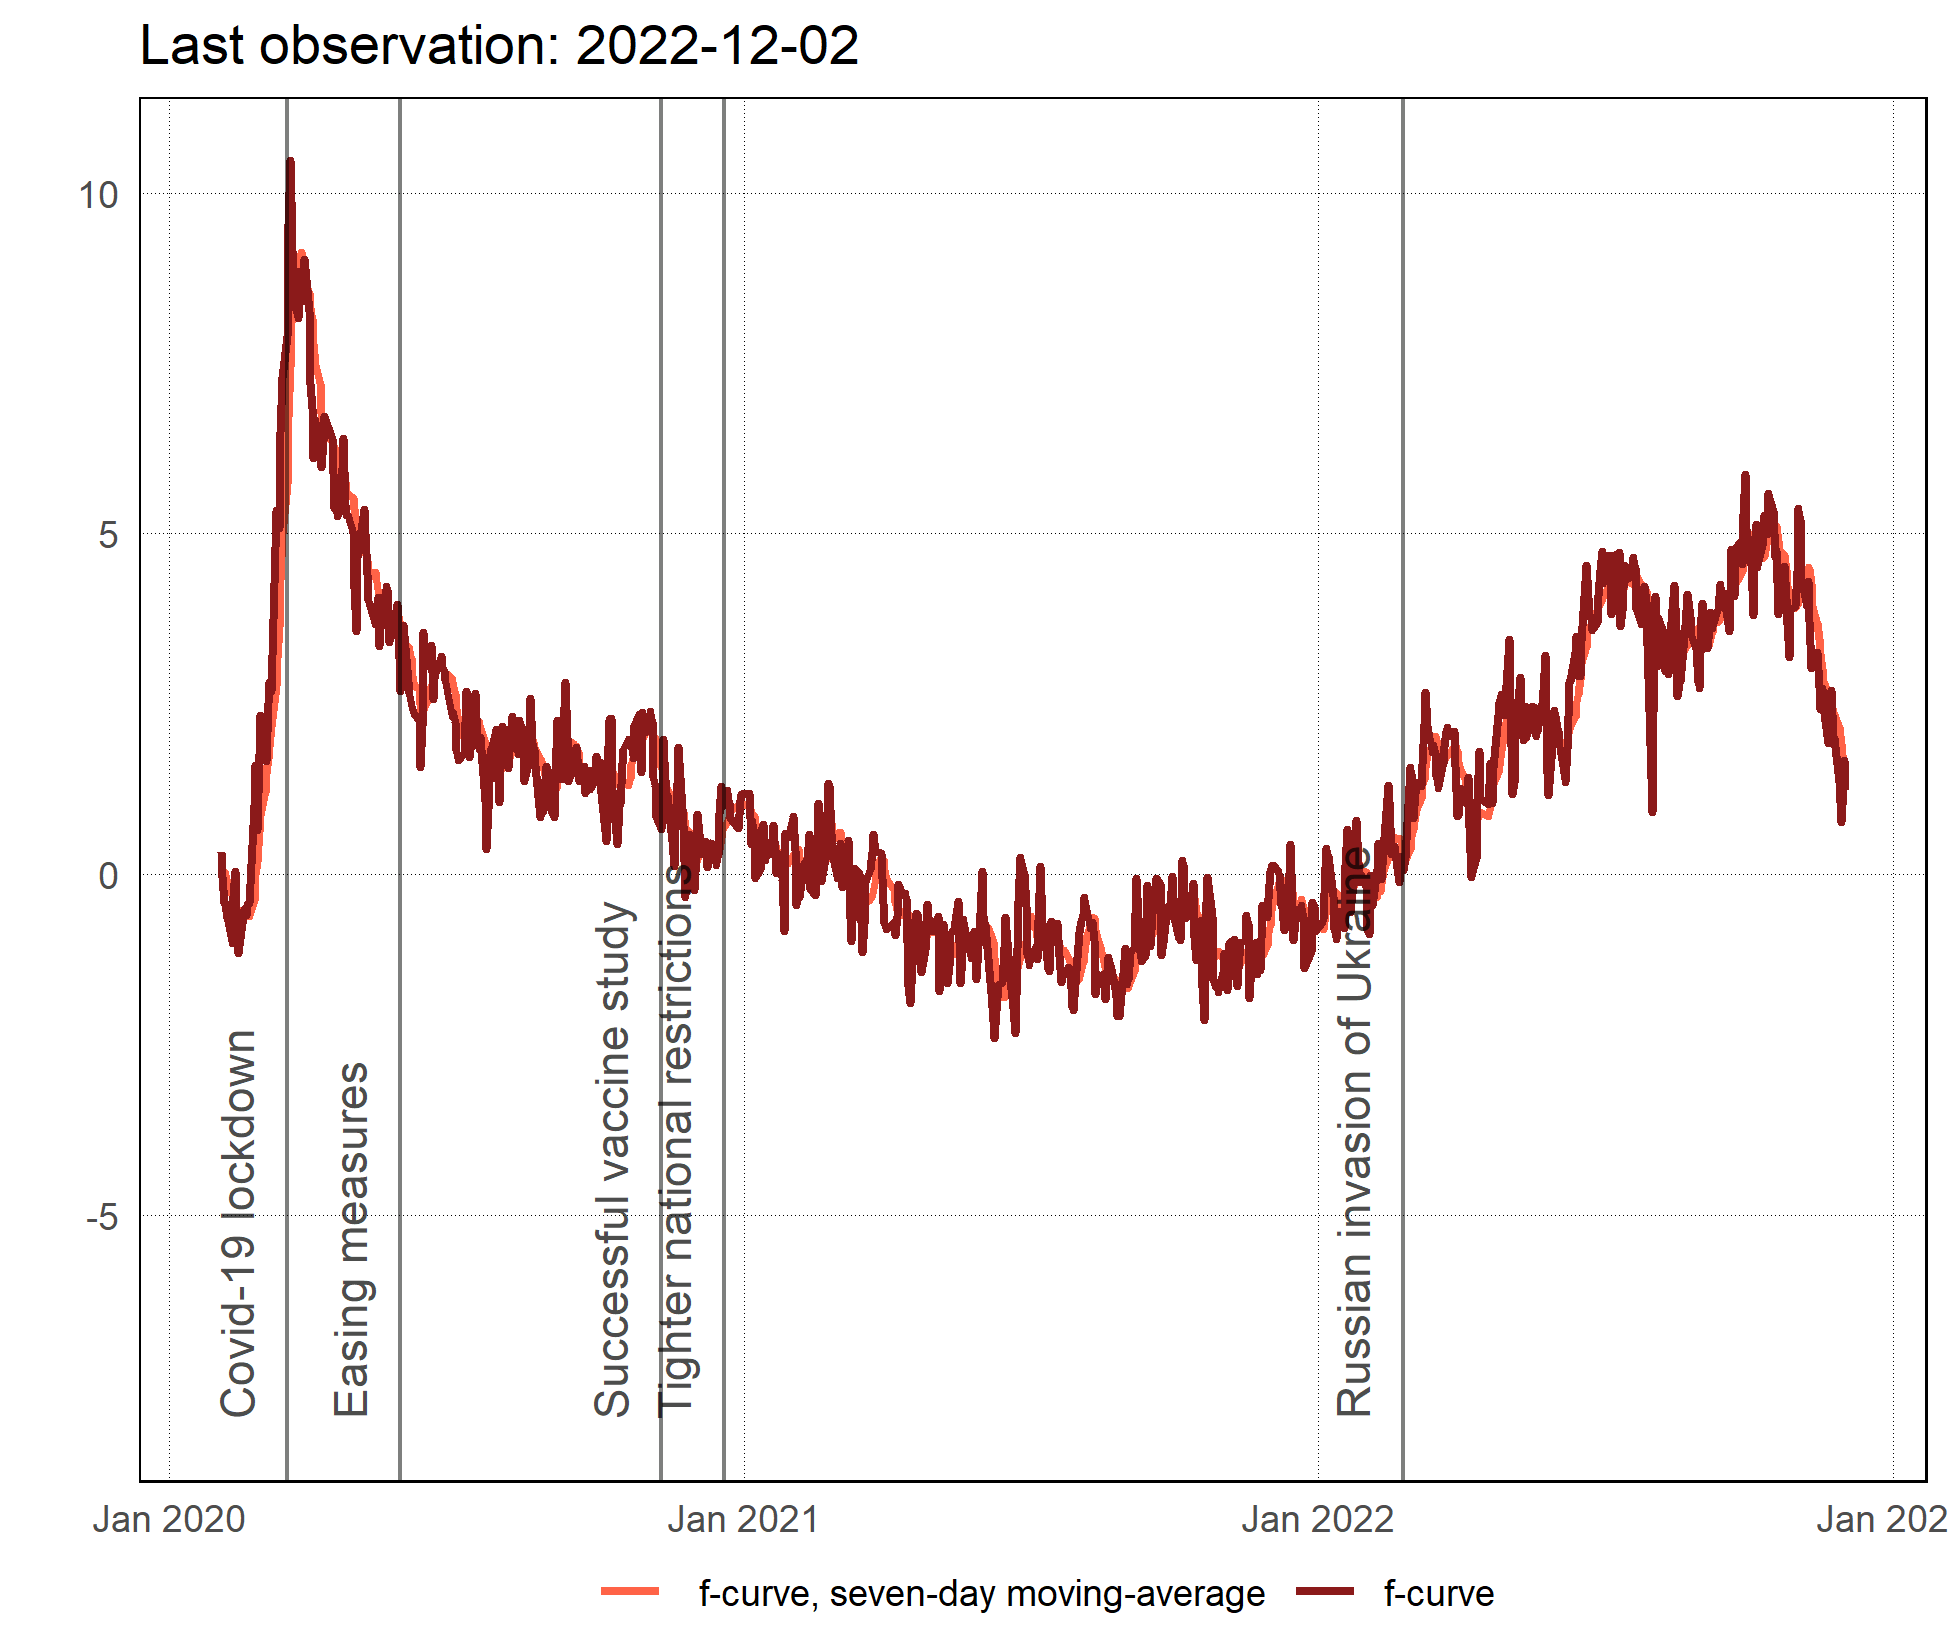 Last observation: 2022-12-02
10
5
0
-5
Covid-19 lockdown
Easing measures
Successful vaccine study
Tighter national restrictions
Russian invasion of Ukraine
Jan 2020
Jan 2021
Jan 2022
Jan 202
f-curve, seven-day moving-average
f-curve